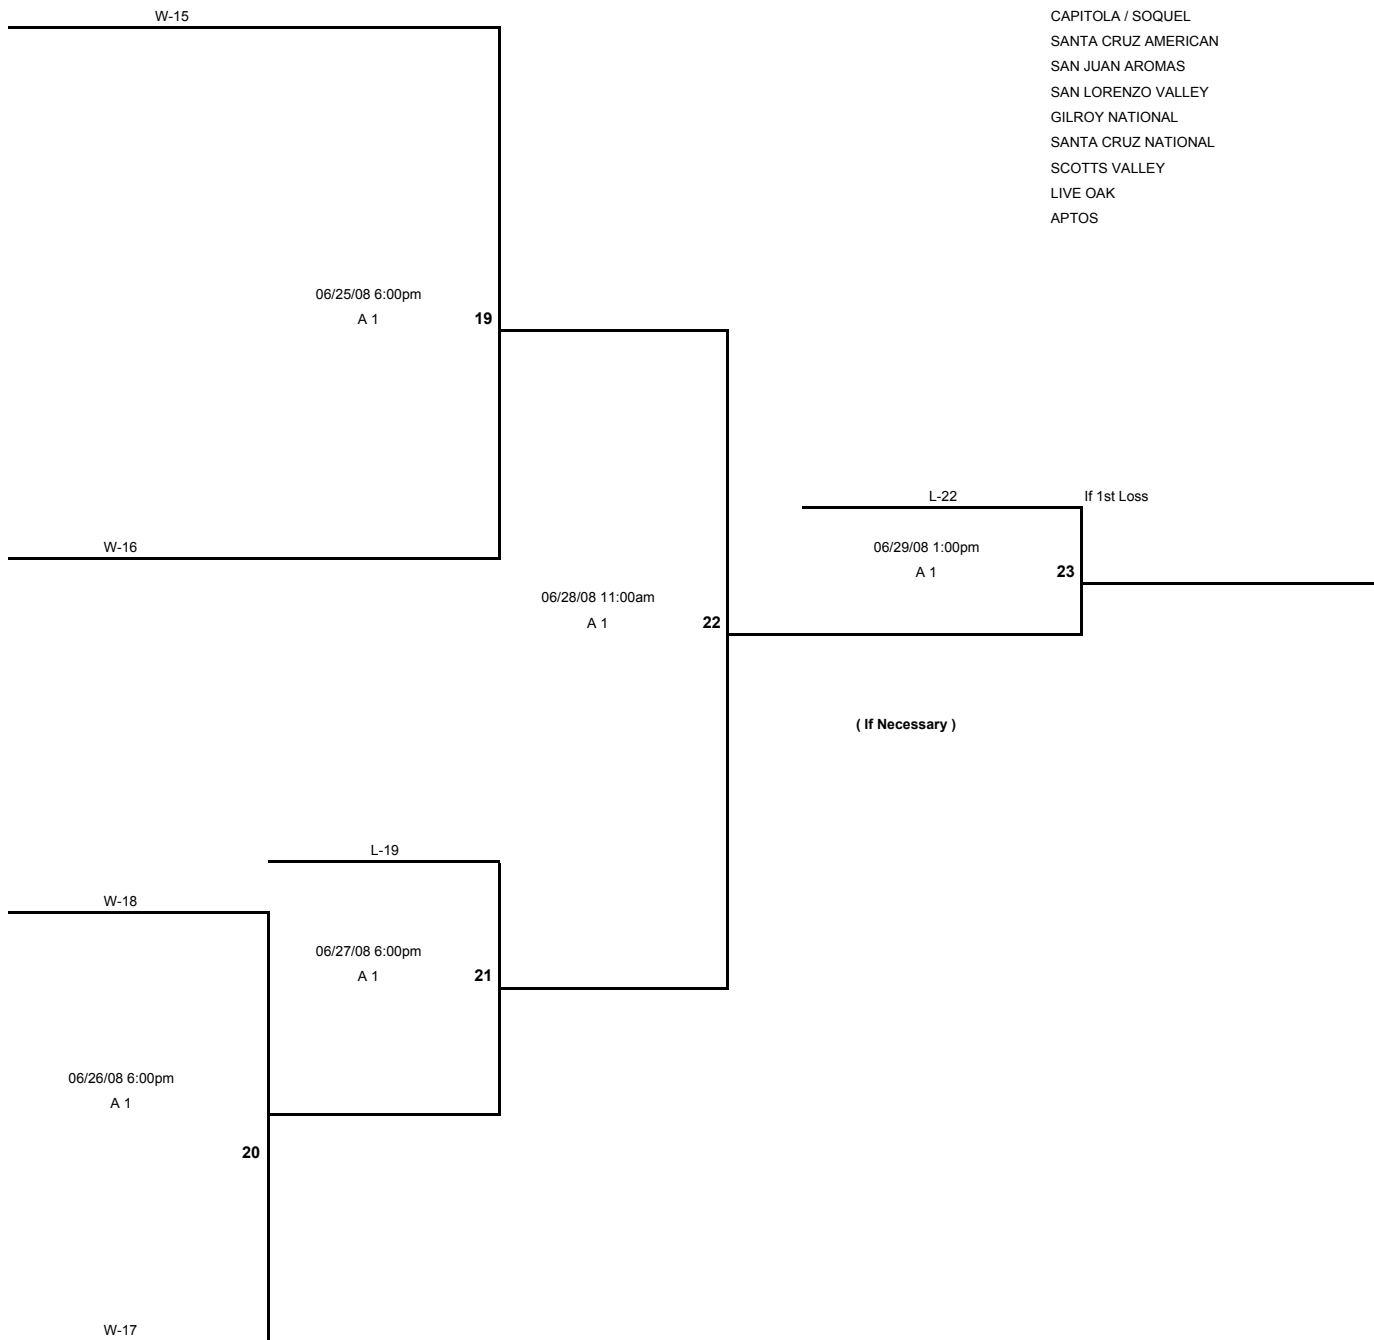 W-15
CAPITOLA / SOQUEL
SANTA CRUZ AMERICAN
SAN JUAN AROMAS
SAN LORENZO VALLEY
GILROY NATIONAL
SANTA CRUZ NATIONAL
SCOTTS VALLEY
LIVE OAK
APTOS
06/25/08 6:00pm
A 1
19
L-22
If 1st Loss
W-16
06/29/08 1:00pm
A 1
23
06/28/08 11:00am
A 1
22
( If Necessary )
L-19
W-18
06/27/08 6:00pm
A 1
21
06/26/08 6:00pm
A 1
20
W-17